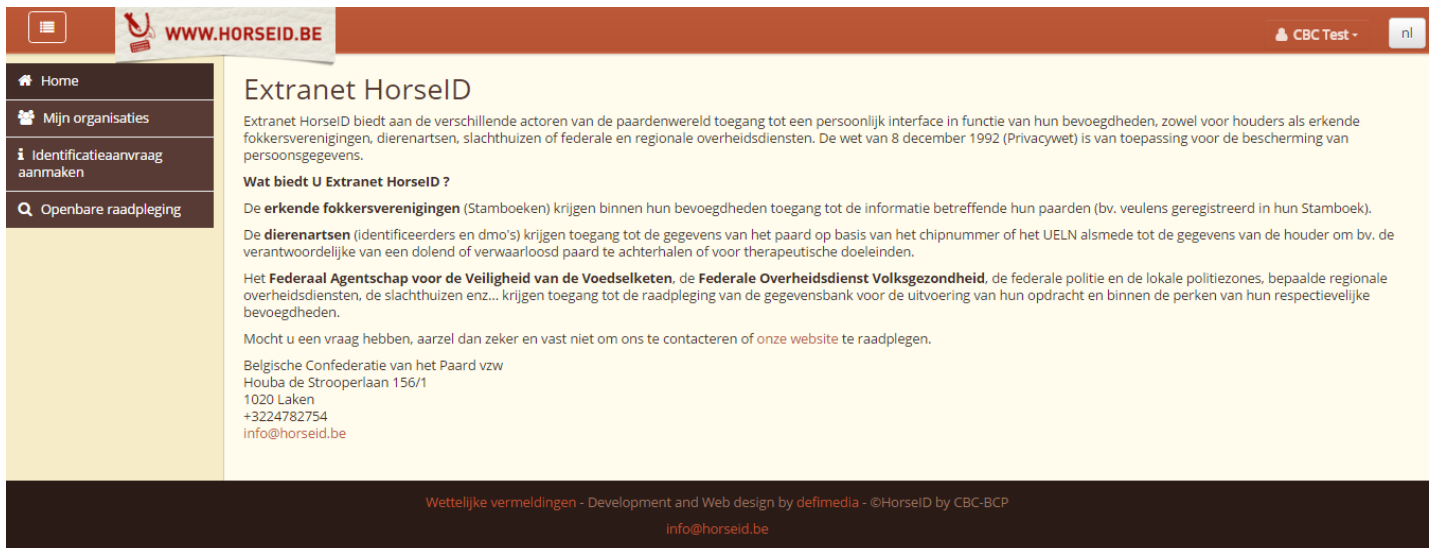 WWW.HORSEID.BE
CBC Test
nl
Home
Mijn organisaties
Identificatieaanvraag
aanmaken
Openbare raadpleging
Extranet HorseID
Extranet HorseID biedt aan de verschillende actoren van de paardenwereld toegang tot een persoonlijk interface in functie van hun bevoegdheden, zowel voor houders als erkende
fokkersverenigingen, dierenartsen, slachthuizen of federale en regionale overheidsdiensten. De wet van 8 december 1992 (Privacywet) is van toepassing voor de bescherming van
persoonsgegevens.
Wat biedt U Extranet HorseID ?
De erkende fokkersverenigingen (Stamboeken) krijgen binnen hun bevoegdheden toegang tot de informatie betreffende hun paarden (bv. veulens geregistreerd in hun Stamboek).
De dierenartsen (identificeerders en dmo's) krijgen toegang tot de gegevens van het paard op basis van het chipnummer of het UELN alsmede tot de gegevens van de houder om bv. de
verantwoordelijke van een dolend of verwaarloosd paard te achterhalen of voor therapeutische doeleinden.
Het Federaal Agentschap voor de Veiligheid van de Voedselketen, de Federale Overheidsdienst Volksgezondheid, de federale politie en de lokale politiezones, bepaalde regionale
overheidsdiensten, de slachthuizen enz... krijgen toegang tot de raadpleging van de gegevensbank voor de uitvoering van hun opdracht en binnen de perken van hun respectievelijke
bevoegdheden.
Mocht u een vraag hebben, aarzel dan zeker en vast niet om ons te contacteren of onze website te raadplegen.
Belgische Confederatie van het Paard vzw
Houba de Strooperlaan 156/1
1020 Laken
+3224782754
info@horseid.be
Wettelijke vermeldingen - Development and Web design by defimedia - ©HorseID by CBC-BCP
info@horseid.be